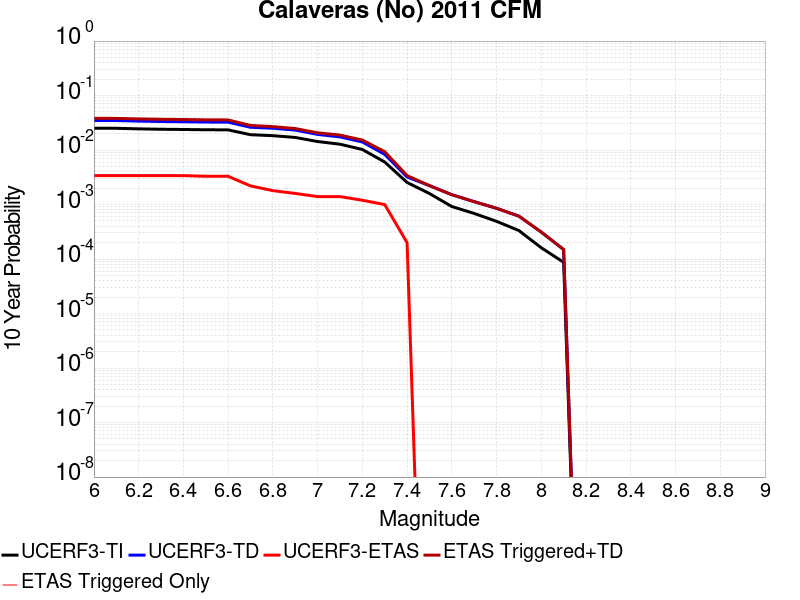 Calaveras (No) 2011 CFM
10 0
10 -1
10 -2
10 -3
10 -4
10 -5
10 -6
10 -7
10 -8
10 Year Probability
6 6.2 6.4 6.6 6.8 7 7.2 7.4 7.6 7.8 8 8.2 8.4 8.6 8.8 9
Magnitude
UCERF3-TI UCERF3-TD UCERF3-ETAS ETAS Triggered+TD
ETAS Triggered Only